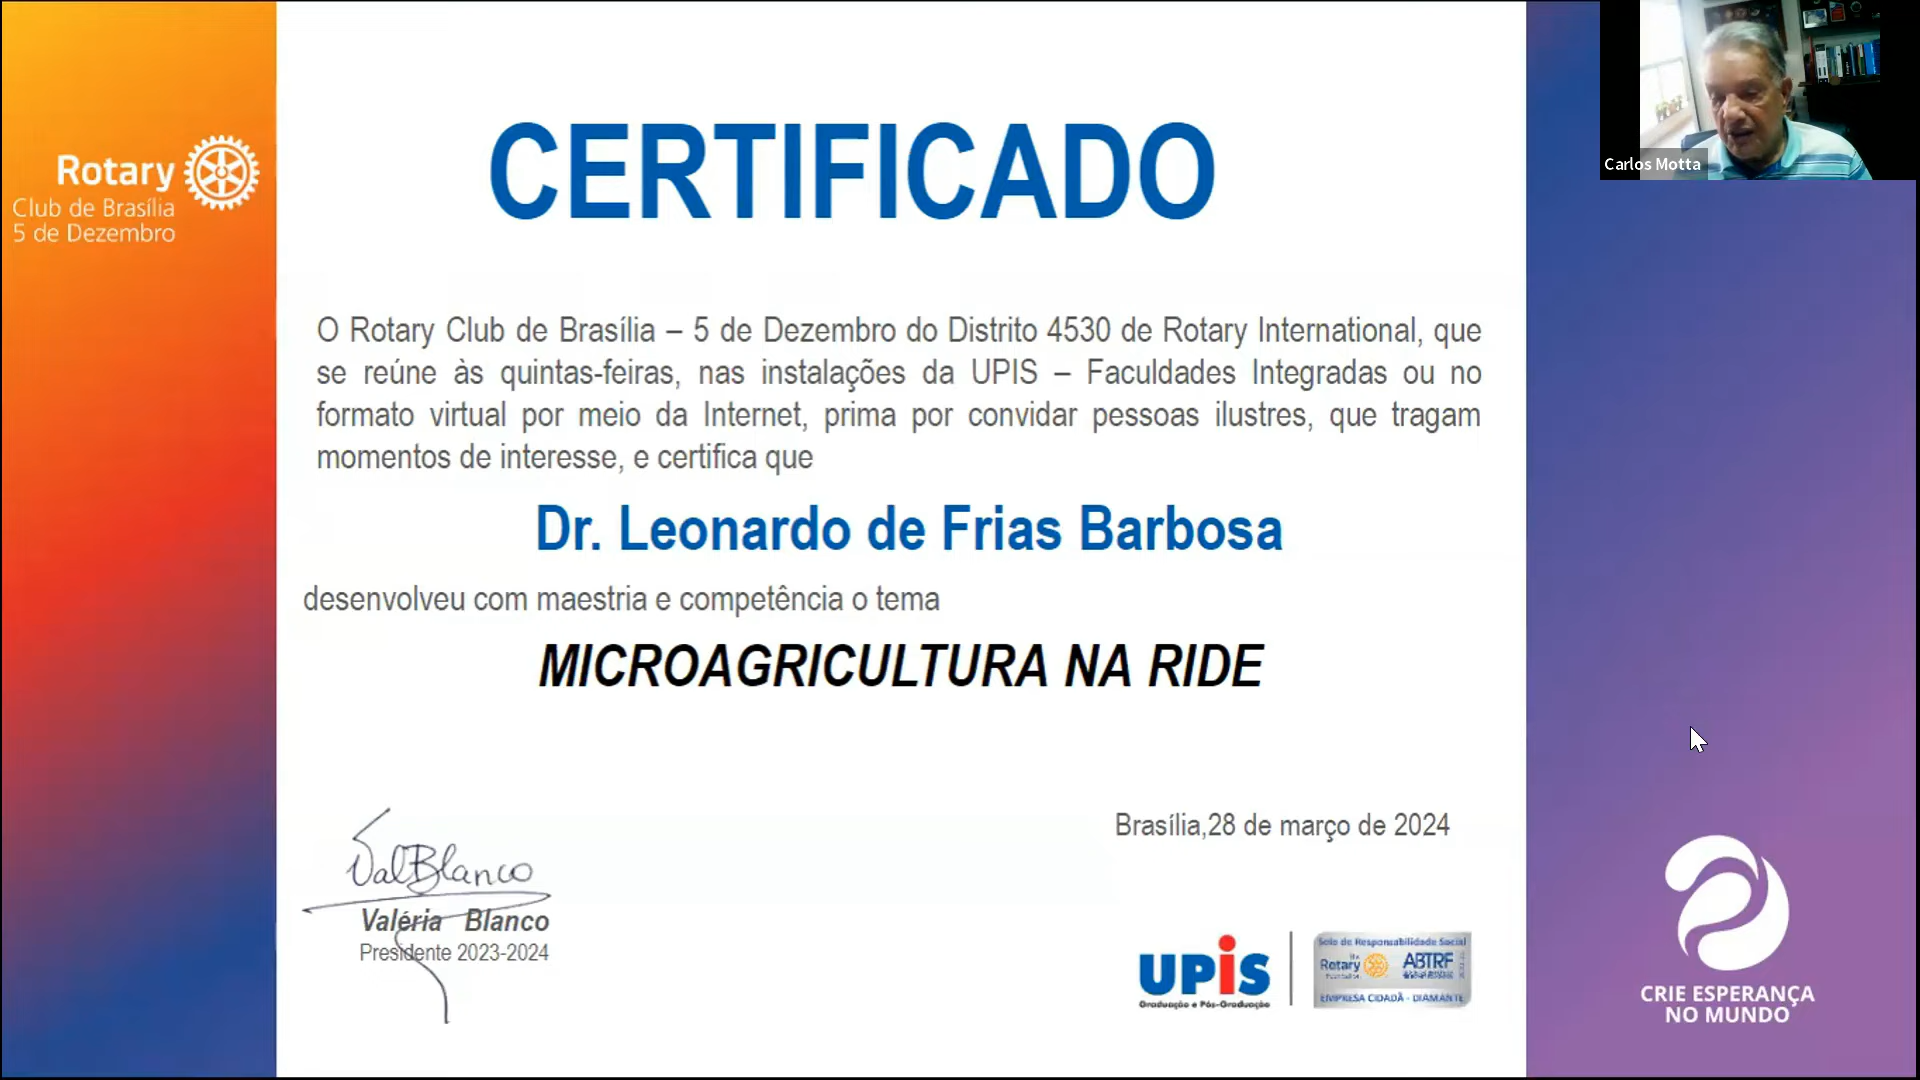 Rotary
Club de Brasília
5 de Dezembro
CERTIFICADO
Carlos Motta
O Rotary Club de Brasília – 5 de Dezembro do Distrito 4530 de Rotary International, que
se reúne às quintas-feiras, nas instalações da UPIS – Faculdades Integradas ou no
formato virtual por meio da Internet, prima por convidar pessoas ilustres, que tragam
momentos de interesse, e certifica que
Dr. Leonardo de Frias Barbosa
desenvolveu com maestria e competência o tema
MICROAGRICULTURA NA RIDE
Brasília,28 de março de 2024
ValBlanco
Valéria Blanco
Presidente 2023-2024
UPIS
Graduação e Pós-Graduação
Selo de Responsabilidade Social
Rotary
ABTRF
EMPRESA CIDADÃ - DIAMANTE
CRIE ESPERANÇA
NO MUNDO